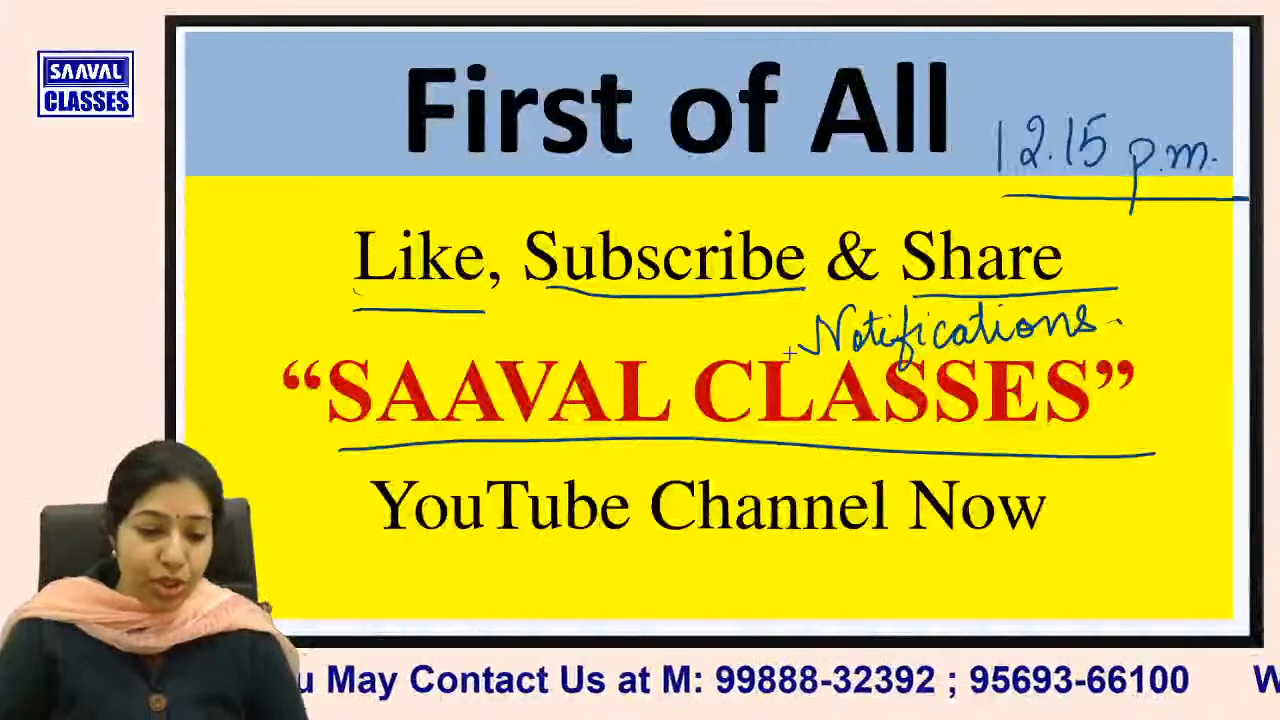 SAAVAL
CLASSES
First of All
12.15 p.m.
Like, Subscribe & Share
Notifications.
“SAAVAL CLASSES”
YouTube Channel Now
u May Contact Us at M: 99888-32392 ; 95693-66100 W